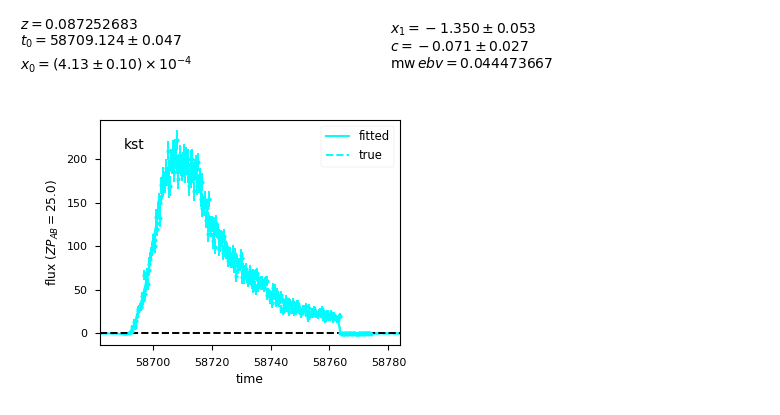 z = 0.087252683
t₀ = 58709.124 ± 0.047
x₀ = (4.13 ± 0.10) × 10⁻⁴
x₁ = −1.350 ± 0.053
c = −0.071 ± 0.027
mw ebv = 0.044473667
kst
fitted
true
flux (ZP_AB = 25.0)
200
150
100
50
0
58700 58720 58740 58760 58780
time